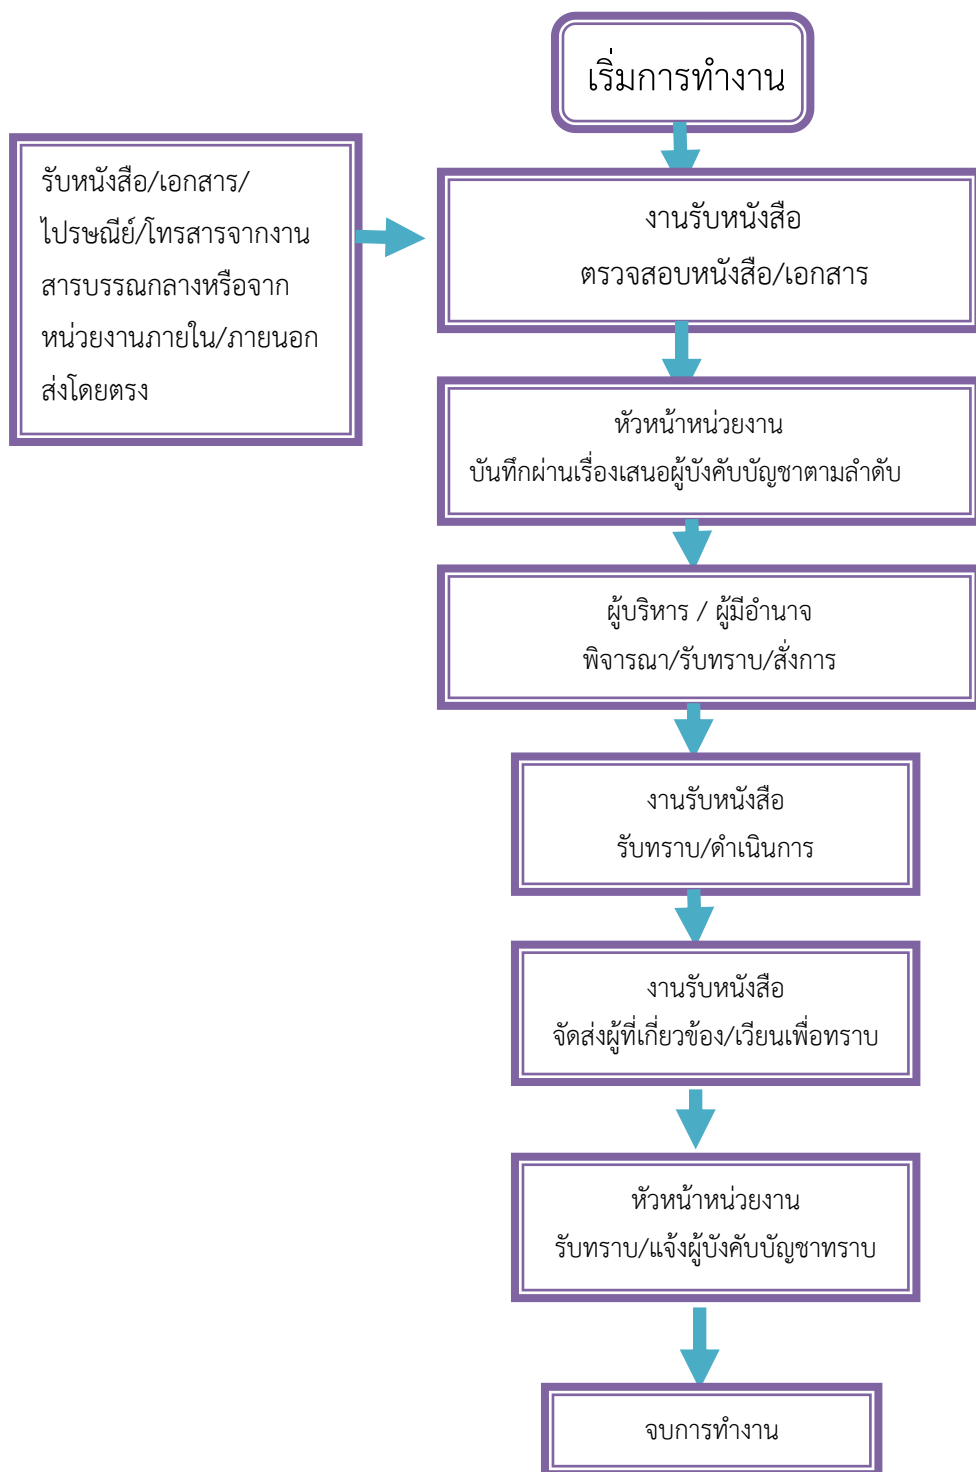 เริ่มการทำงาน
รับหนังสือ/เอกสาร/
ไปรษณีย์/โทรสารจากงาน
สารบรรณกลางหรือจาก
หน่วยงานภายใน/ภายนอก
ส่งโดยตรง
งานรับหนังสือ
ตรวจสอบหนังสือ/เอกสาร
หัวหน้าหน่วยงาน
บันทึกผ่านเรื่องเสนอผู้บังคับบัญชาตามลำดับ
ผู้บริหาร / ผู้มีอำนาจ
พิจารณา/รับทราบ/สั่งการ
งานรับหนังสือ
รับทราบ/ดำเนินการ
งานรับหนังสือ
จัดส่งผู้ที่เกี่ยวข้อง/เวียนเพื่อทราบ
หัวหน้าหน่วยงาน
รับทราบ/แจ้งผู้บังคับบัญชาทราบ
จบการทำงาน